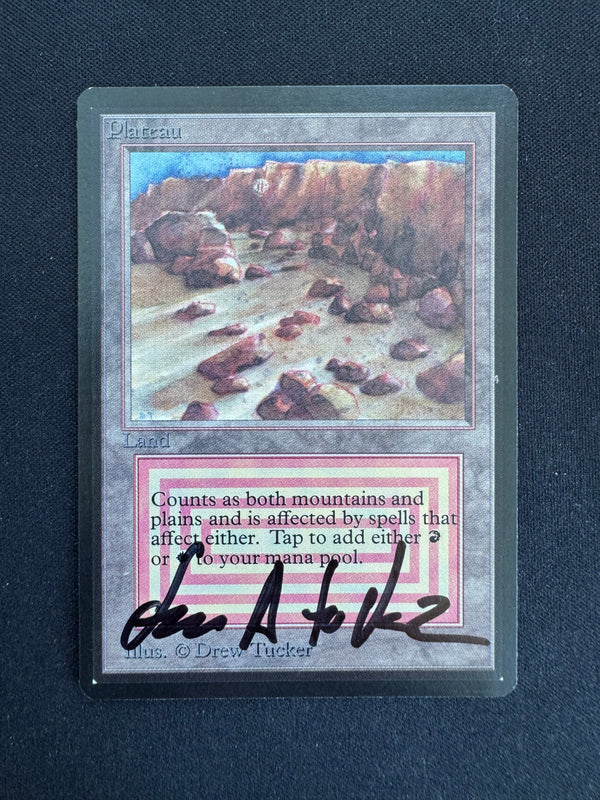 Plateau
Land
Counts as both mountains and
plains and is affected by spells that
affect either. Tap to add either
or to your mana pool.
Illus. © Drew Tucker